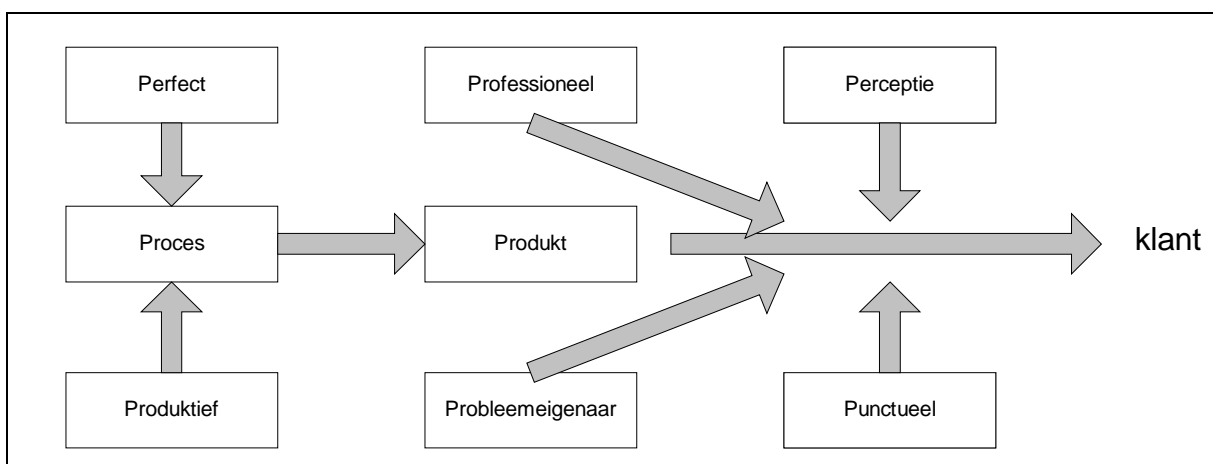 Perfect
Professioneel
Perceptie
Proces
Produkt
klant
Produktief
Probleemeigenaar
Punctueel